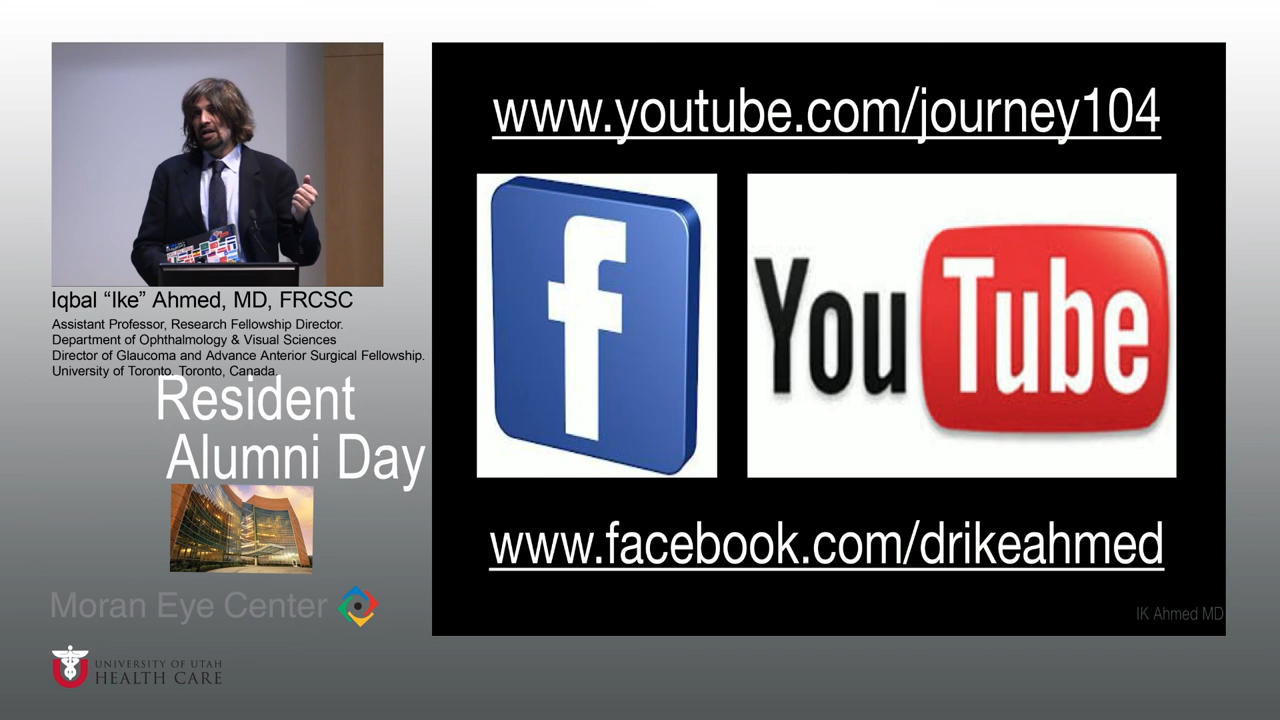 Iqbal “Ike” Ahmed, MD, FRCSC
Assistant Professor, Research Fellowship Director.
Department of Ophthalmology & Visual Sciences
Director of Glaucoma and Advance Anterior Surgical Fellowship.
University of Toronto. Toronto, Canada.
Resident
Alumni Day
Moran Eye Center
UNIVERSITY OF UTAH
HEALTH CARE
www.youtube.com/journey104
f
YouTube
www.facebook.com/drikeahmed
IK Ahmed MD